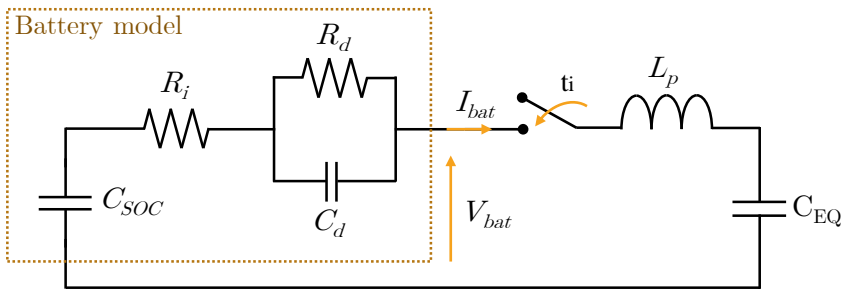 Battery model
R_d
R_i
C_d
C_SOC
I_bat
V_bat
ti
L_p
C_EQ